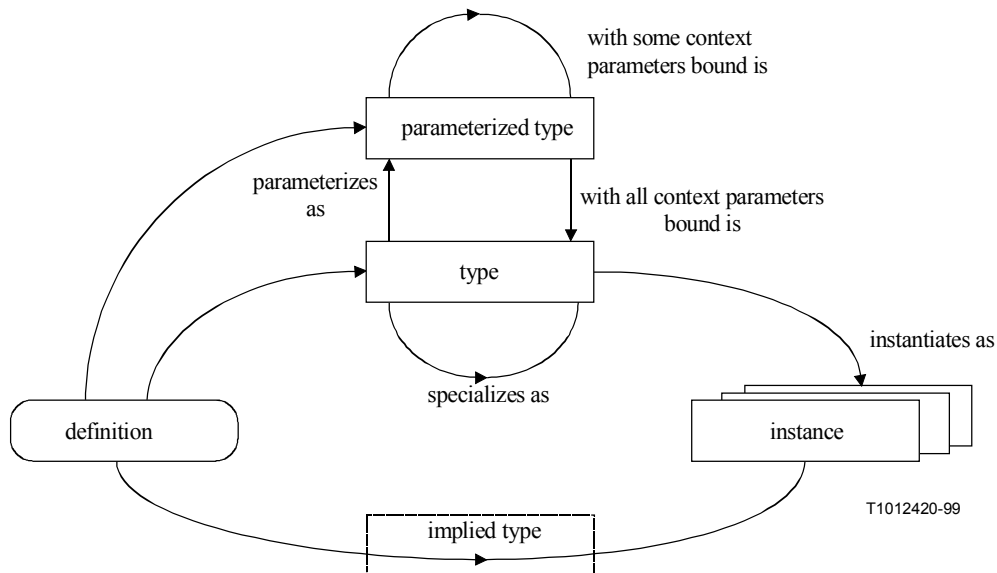 with some context
parameters bound is
parameterized type
parameterizes
as
with all context parameters
bound is
type
instantiates as
specializes as
definition
instance
T1012420-99
implied type